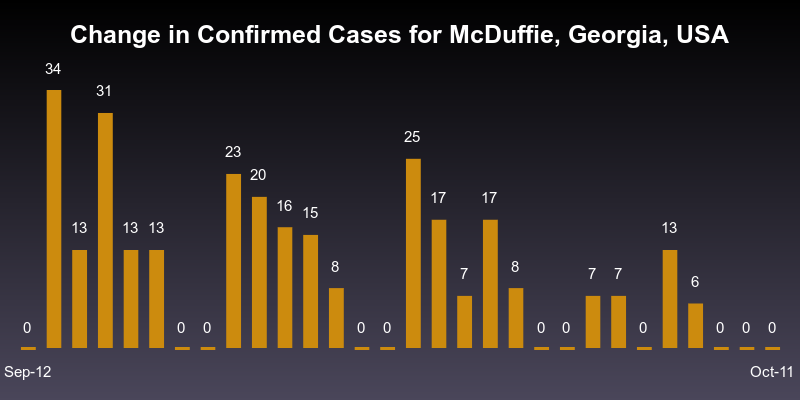 Change in Confirmed Cases for McDuffie, Georgia, USA
0 34 13 31 13 13 0 0 23 20 16 15 8 0 0 25 17 7 17 8 0 0 7 7 0 13 6 0 0 0
Sep-12 Oct-11